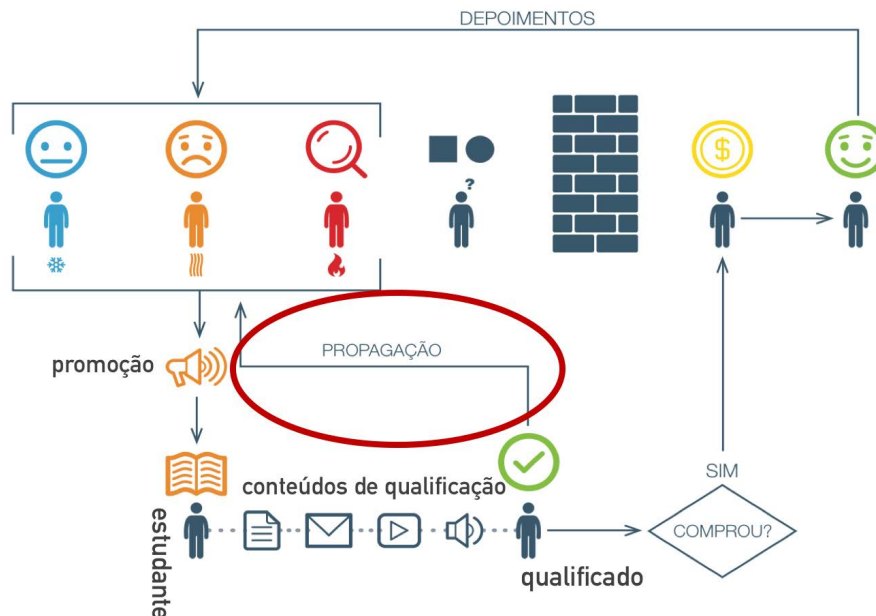 DEPOIMENTOS
$
?
PROPAGAÇÃO
promoção
conteúdos de qualificação
SIM
COMPROU?
estudante
qualificado